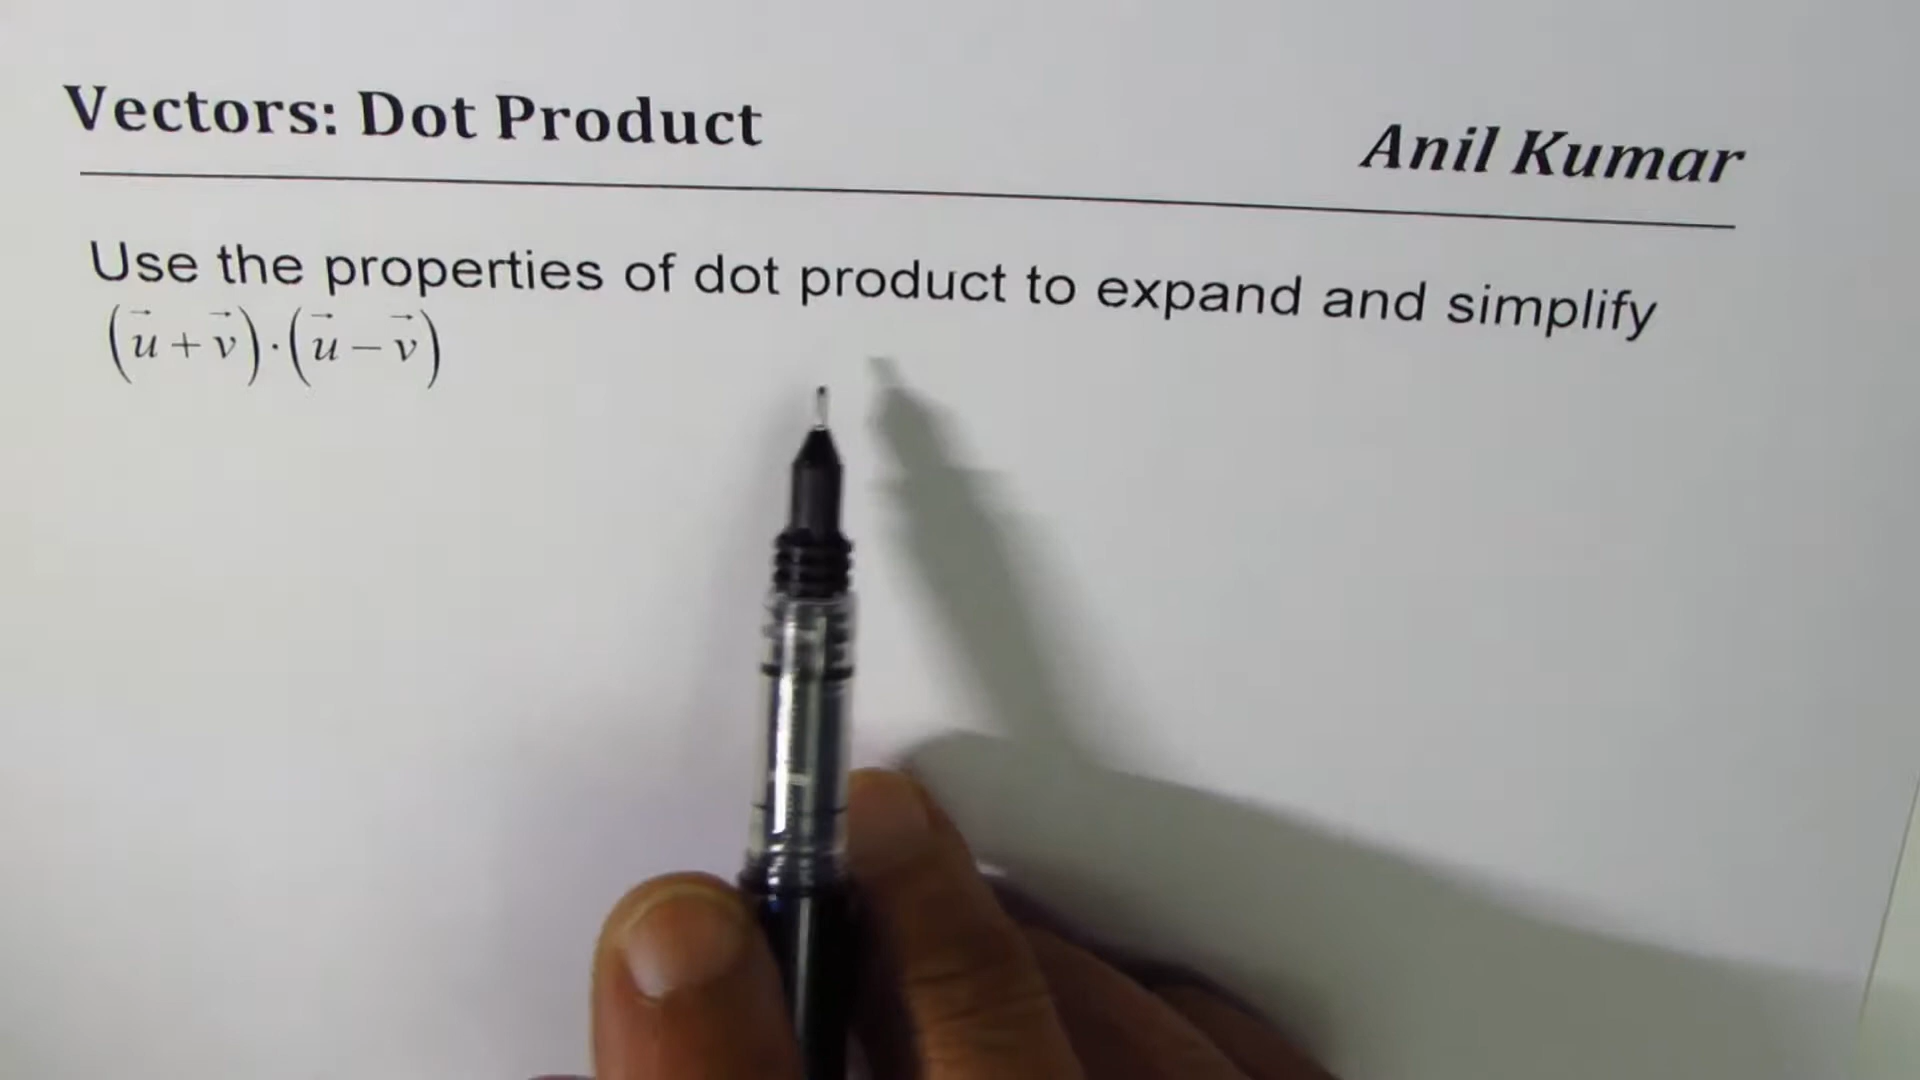 Vectors: Dot Product
Anil Kumar
Use the properties of dot product to expand and simplify
(u⃗ + v⃗)·(u⃗ − v⃗)